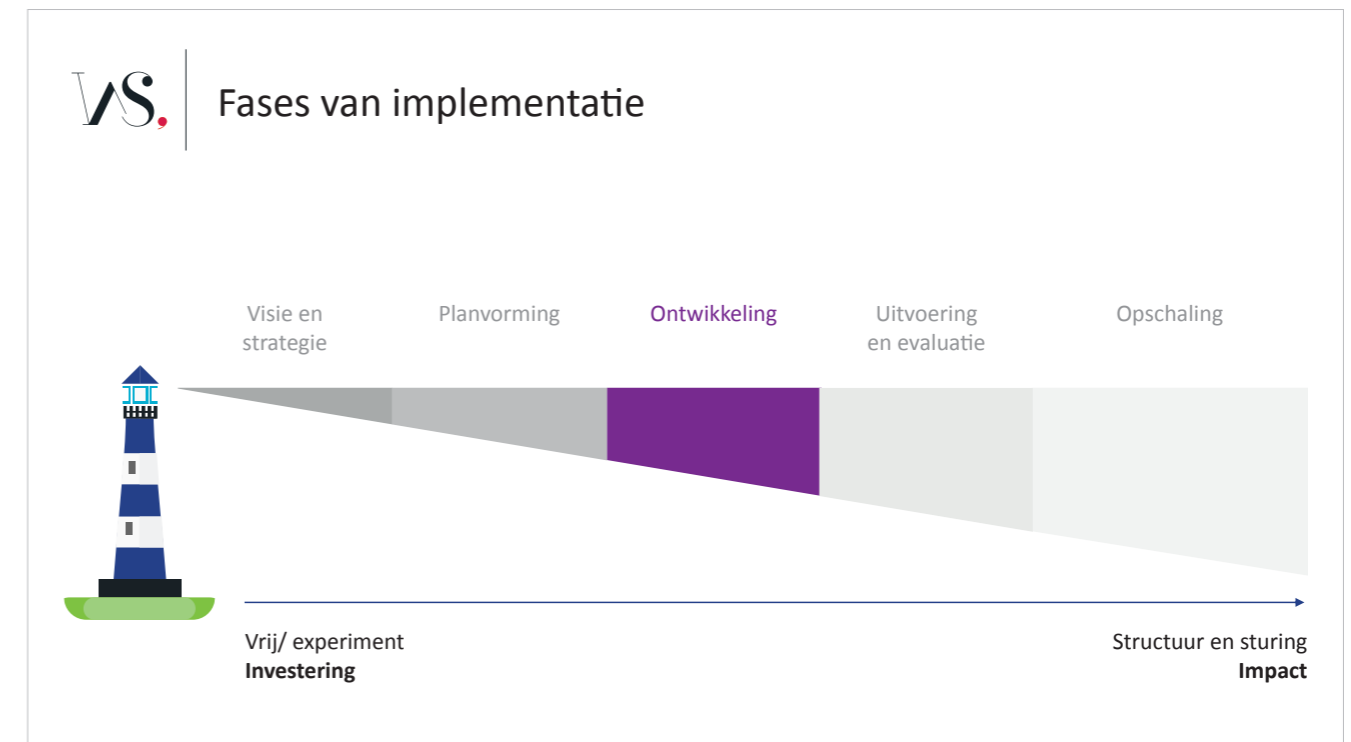 VS,
Fases van implementatie
Visie en
strategie
Planvorming
Ontwikkeling
Uitvoering
en evaluatie
Opschaling
Vrij/ experiment
Investering
Structuur en sturing
Impact